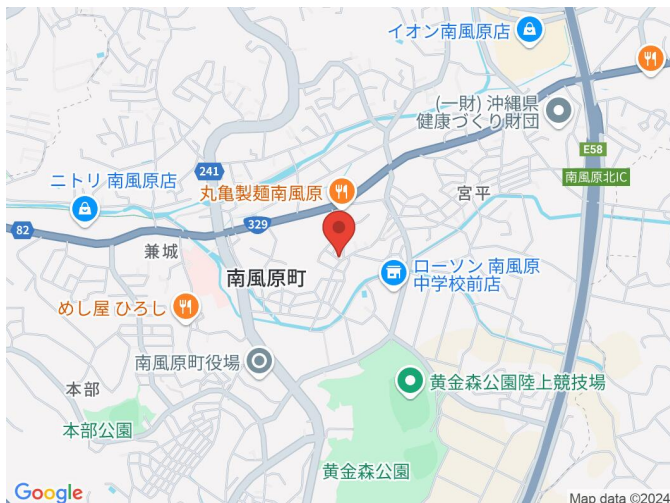 イオン南風原店
(一財) 沖縄県
健康づくり財団
E58
241
丸亀製麺南風原
宮平
南風原北IC
ニトリ 南風原店
82
329
兼城
南風原町
ローソン 南風原
中学校前店
めし屋 ひろし
南風原町役場
黄金森公園陸上競技場
本部
本部公園
黄金森公園
Google
Map data ©2024